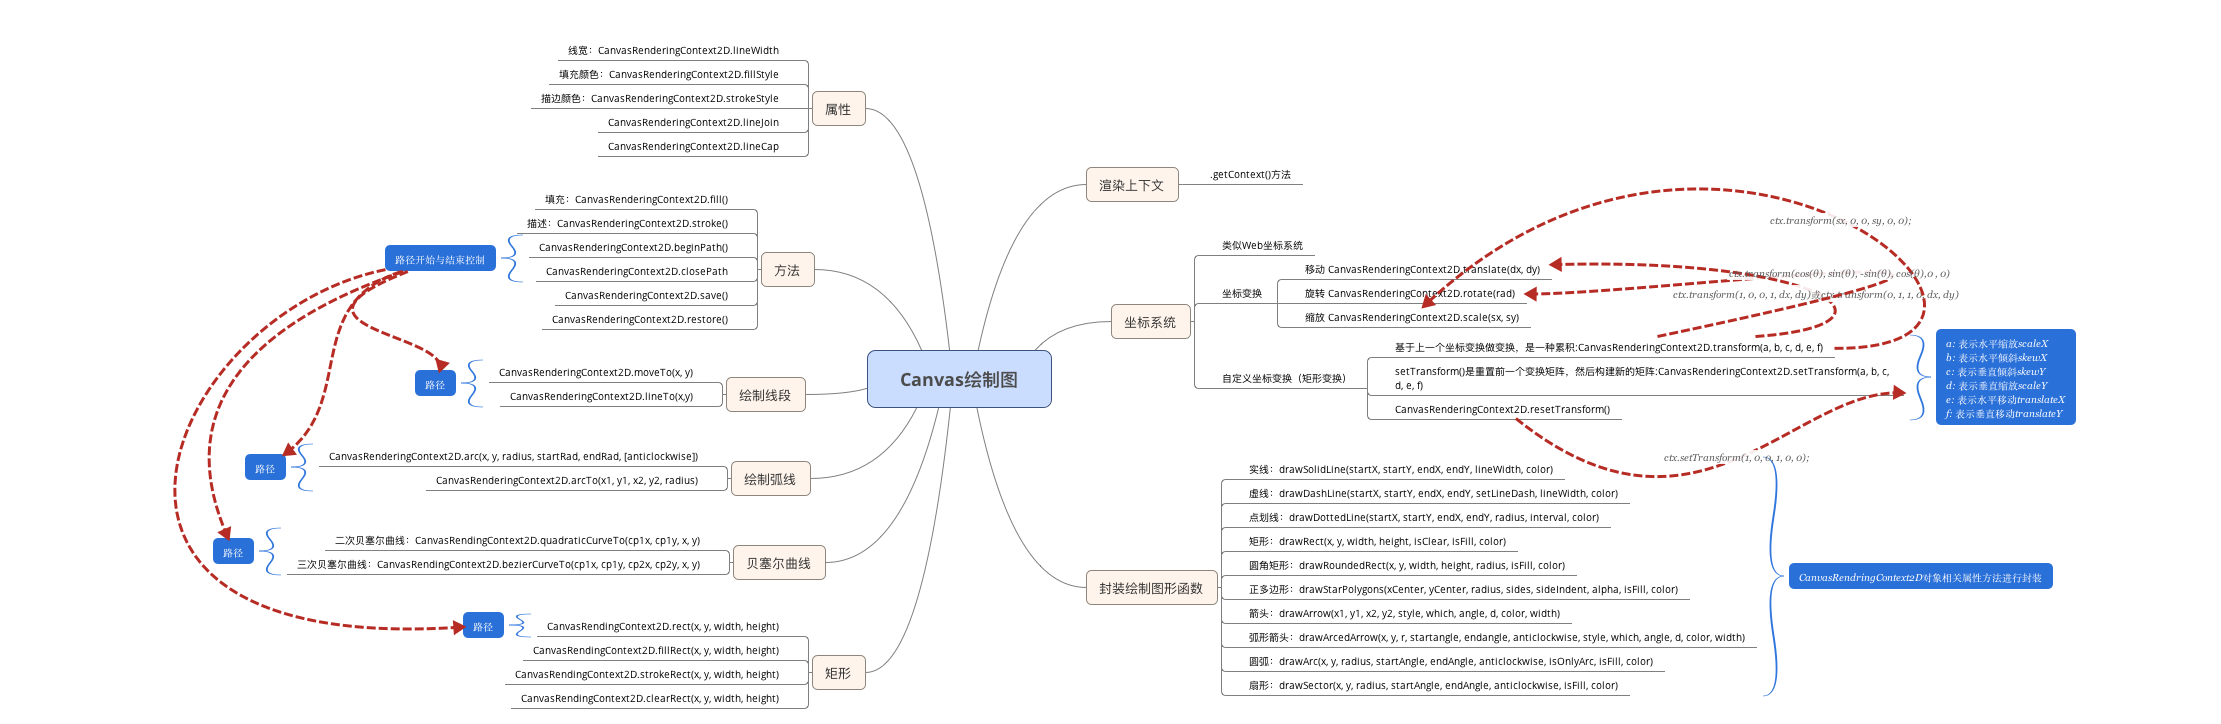 Canvas绘制图
属性
线宽：CanvasRenderingContext2D.lineWidth
填充颜色：CanvasRenderingContext2D.fillStyle
描边颜色：CanvasRenderingContext2D.strokeStyle
CanvasRenderingContext2D.lineJoin
CanvasRenderingContext2D.lineCap
方法
填充：CanvasRenderingContext2D.fill()
描述：CanvasRenderingContext2D.stroke()
CanvasRenderingContext2D.beginPath()
CanvasRenderingContext2D.closePath
CanvasRenderingContext2D.save()
CanvasRenderingContext2D.restore()
路径开始与结束控制
绘制线段
CanvasRenderingContext2D.moveTo(x, y)
CanvasRenderingContext2D.lineTo(x,y)
路径
绘制弧线
CanvasRenderingContext2D.arc(x, y, radius, startRad, endRad, [anticlockwise])
CanvasRenderingContext2D.arcTo(x1, y1, x2, y2, radius)
路径
贝塞尔曲线
二次贝塞尔曲线：CanvasRendingContext2D.quadraticCurveTo(cp1x, cp1y, x, y)
三次贝塞尔曲线：CanvasRendingContext2D.bezierCurveTo(cp1x, cp1y, cp2x, cp2y, x, y)
路径
矩形
CanvasRendingContext2D.rect(x, y, width, height)
CanvasRendingContext2D.fillRect(x, y, width, height)
CanvasRendingContext2D.strokeRect(x, y, width, height)
CanvasRendingContext2D.clearRect(x, y, width, height)
路径
渲染上下文
.getContext()方法
坐标系统
类似Web坐标系统
坐标变换
移动 CanvasRenderingContext2D.translate(dx, dy)
旋转 CanvasRenderingContext2D.rotate(rad)
缩放 CanvasRenderingContext2D.scale(sx, sy)
自定义坐标变换（矩形变换）
基于上一个坐标变换做变换，是一种累积:CanvasRenderingContext2D.transform(a, b, c, d, e, f)
setTransform()是重置前一个变换矩阵，然后构建新的矩阵:CanvasRenderingContext2D.setTransform(a, b, c,
d, e, f)
CanvasRenderingContext2D.resetTransform()
ctx.transform(sx, 0, 0, sy, 0, 0);
ctx.transform(cos(θ), sin(θ), -sin(θ), cos(θ),0 , 0)
ctx.transform(1, 0, 0, 1, dx, dy)或ctx.transform(0, 1, 1, 0, dx, dy)
ctx.setTransform(1, 0, 0, 1, 0, 0);
a: 表示水平缩放scaleX
b: 表示水平倾斜skewX
c: 表示垂直倾斜skewY
d: 表示垂直缩放scaleY
e: 表示水平移动translateX
f: 表示垂直移动translateY
封装绘制图形函数
实线：drawSolidLine(startX, startY, endX, endY, lineWidth, color)
虚线：drawDashLine(startX, startY, endX, endY, setLineDash, lineWidth, color)
点划线：drawDottedLine(startX, startY, endX, endY, radius, interval, color)
矩形：drawRect(x, y, width, height, isClear, isFill, color)
圆角矩形：drawRoundedRect(x, y, width, height, radius, isFill, color)
正多边形：drawStarPolygons(xCenter, yCenter, radius, sides, sideIndent, alpha, isFill, color)
箭头：drawArrow(x1, y1, x2, y2, style, which, angle, d, color, width)
弧形箭头：drawArcedArrow(x, y, r, startangle, endangle, anticlockwise, style, which, angle, d, color, width)
圆弧：drawArc(x, y, radius, startAngle, endAngle, anticlockwise, isOnlyArc, isFill, color)
扇形：drawSector(x, y, radius, startAngle, endAngle, anticlockwise, isFill, color)
CanvasRendringContext2D对象相关属性方法进行封装